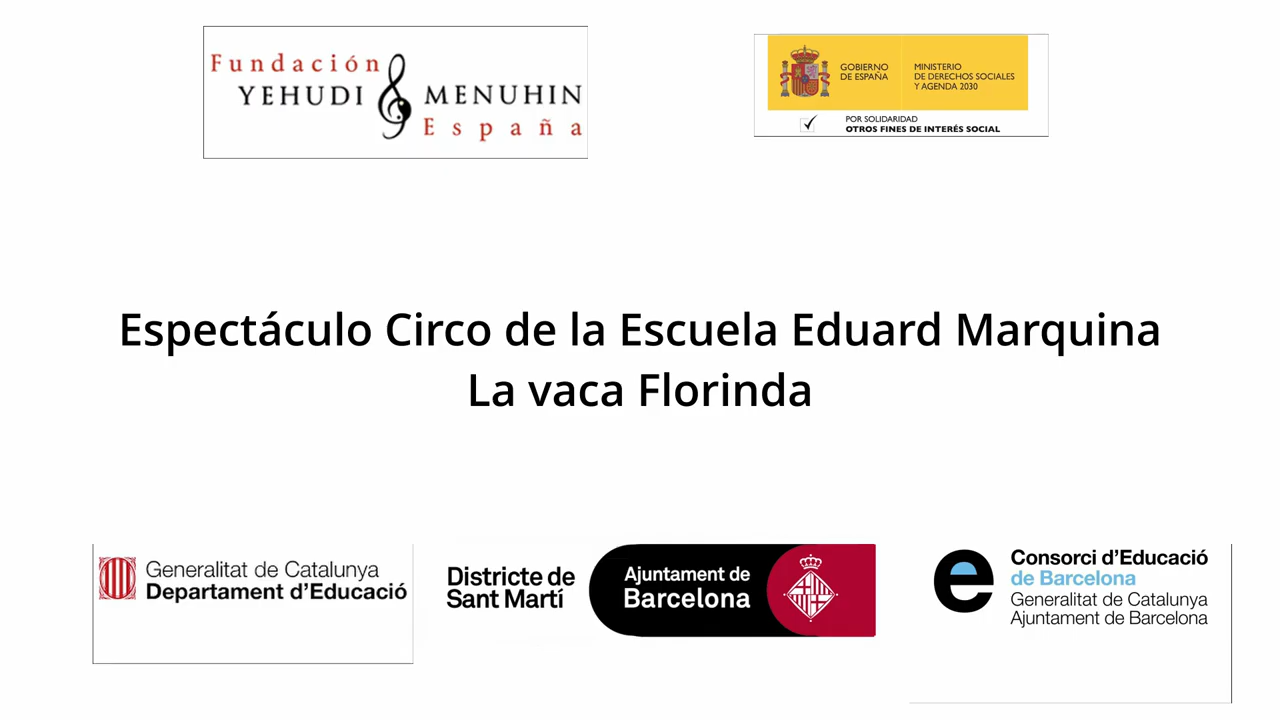 Fundación
YEHUDI MENUHIN
España
GOBIERNO
DE ESPAÑA
MINISTERIO
DE DERECHOS SOCIALES
Y AGENDA 2030
POR SOLIDARIDAD
OTROS FINES DE INTERÉS SOCIAL
Espectáculo Circo de la Escuela Eduard Marquina
La vaca Florinda
Generalitat de Catalunya
Departament d'Educació
Districte de
Sant Martí
Ajuntament de
Barcelona
e
Consorci d'Educació
de Barcelona
Generalitat de Catalunya
Ajuntament de Barcelona